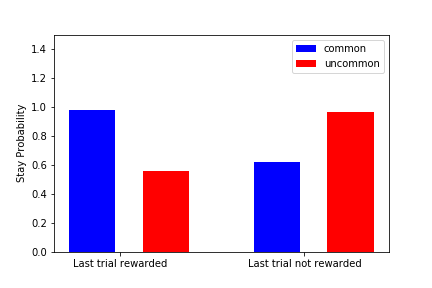 1.4
1.2
1.0
0.8
0.6
0.4
0.2
0.0
Stay Probability
common
uncommon
Last trial rewarded
Last trial not rewarded